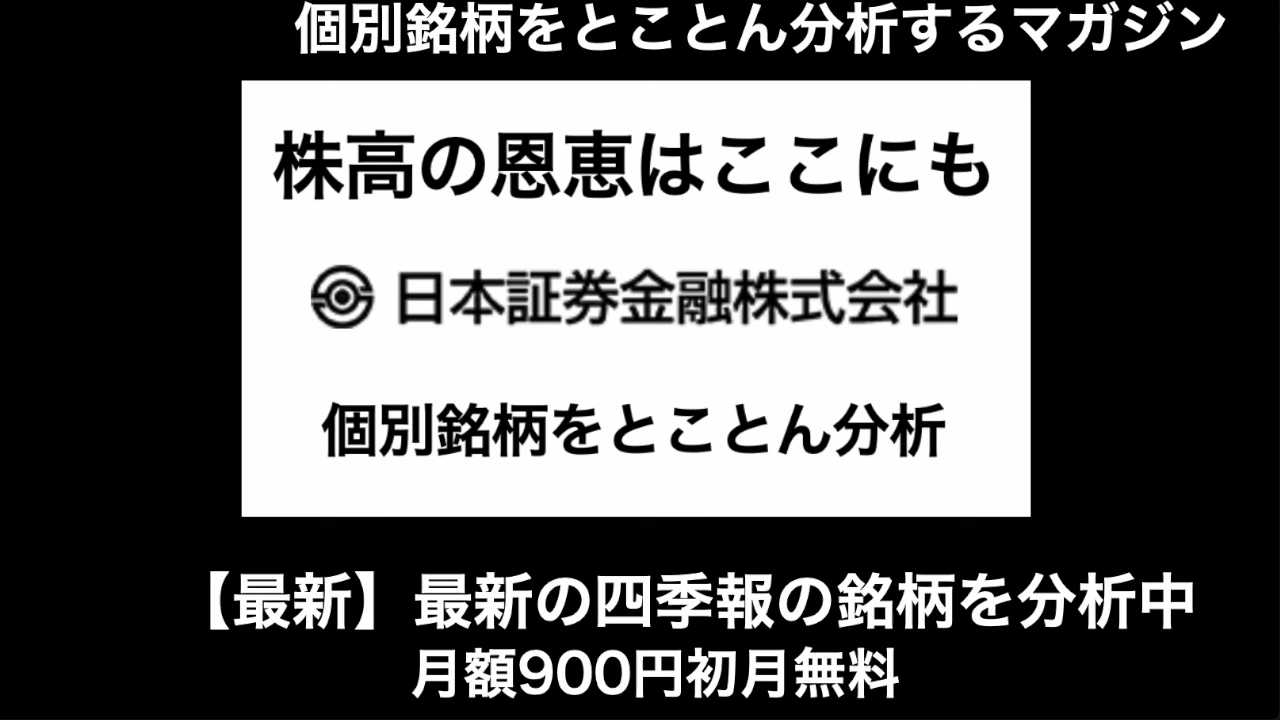 個別銘柄をとことん分析するマガジン
株高の恩恵はここにも
日本証券金融株式会社
個別銘柄をとことん分析
【最新】最新の四季報の銘柄を分析中
月額900円初月無料